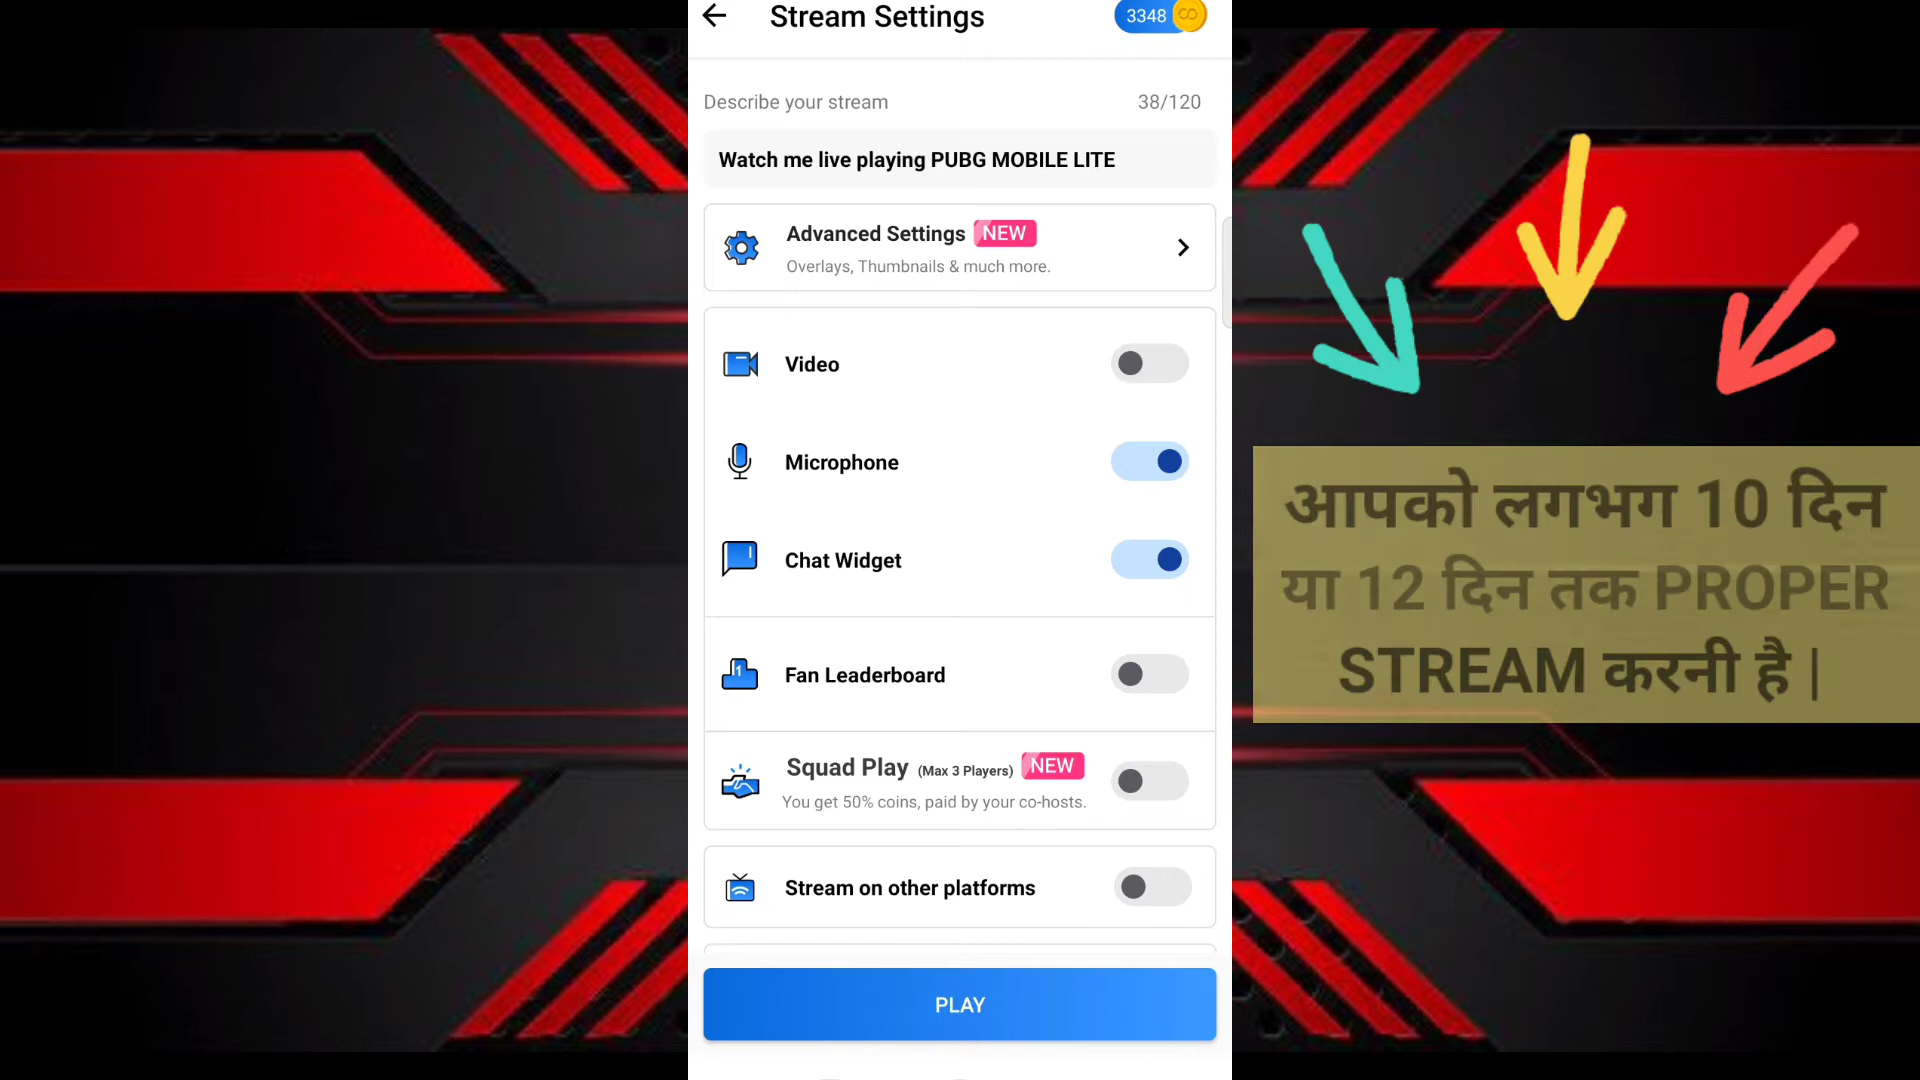 Stream Settings
3348
Describe your stream
38/120
Watch me live playing PUBG MOBILE LITE
Advanced Settings NEW
Overlays, Thumbnails & much more.
Video
Microphone
Chat Widget
1
Fan Leaderboard
Squad Play (Max 3 Players) NEW
You get 50% coins, paid by your co-hosts.
Stream on other platforms
PLAY
आपको लगभग 10 दिन
या 12 दिन तक PROPER
STREAM करनी है |